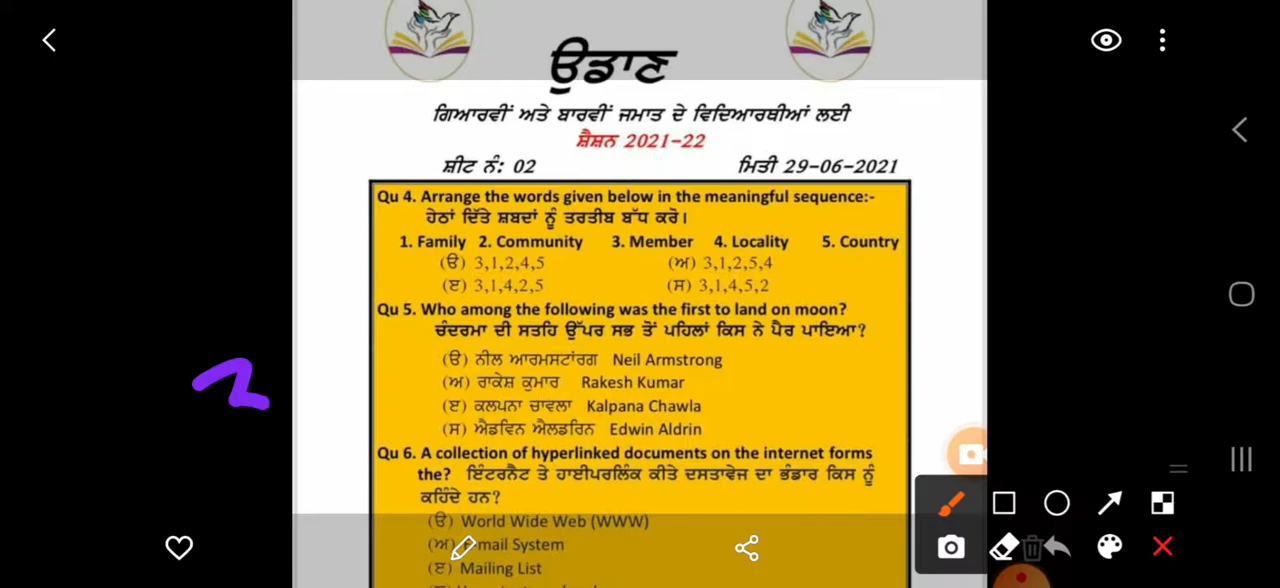 ਉਡਾਣ
ਗਿਆਰਵੀਂ ਅਤੇ ਬਾਰਵੀਂ ਜਮਾਤ ਦੇ ਵਿਦਿਆਰਥੀਆਂ ਲਈ
ਸ਼ੈਸ਼ਨ 2021-22
ਸ਼ੀਟ ਨੰ: 02 ਮਿਤੀ 29-06-2021
Qu 4. Arrange the words given below in the meaningful sequence:-
ਹੇਠਾਂ ਦਿੱਤੇ ਸ਼ਬਦਾਂ ਨੂੰ ਤਰਤੀਬ ਬੱਧ ਕਰੋ।
1. Family 2. Community 3. Member 4. Locality 5. Country
(ੳ) 3,1,2,4,5 (ਅ) 3,1,2,5,4
(ੲ) 3,1,4,2,5 (ਸ) 3,1,4,5,2
Qu 5. Who among the following was the first to land on moon?
ਚੰਦਰਮਾ ਦੀ ਸਤਹਿ ਉੱਪਰ ਸਭ ਤੋਂ ਪਹਿਲਾਂ ਕਿਸ ਨੇ ਪੈਰ ਪਾਇਆ?
(ੳ) ਨੀਲ ਆਰਮਸਟਾਂਰਗ Neil Armstrong
(ਅ) ਰਾਕੇਸ਼ ਕੁਮਾਰ Rakesh Kumar
(ੲ) ਕਲਪਨਾ ਚਾਵਲਾ Kalpana Chawla
(ਸ) ਐਡਵਿਨ ਐਲਡਰਿਨ Edwin Aldrin
Qu 6. A collection of hyperlinked documents on the internet forms
the? ਇੰਟਰਨੈਟ ਤੇ ਹਾਈਪਰਲਿੰਕ ਕੀਤੇ ਦਸਤਾਵੇਜ ਦਾ ਭੰਡਾਰ ਕਿਸ ਨੂੰ
ਕਹਿੰਦੇ ਹਨ?
(ੳ) World Wide Web (WWW)
(ਅ) mail System
(ੲ) Mailing List